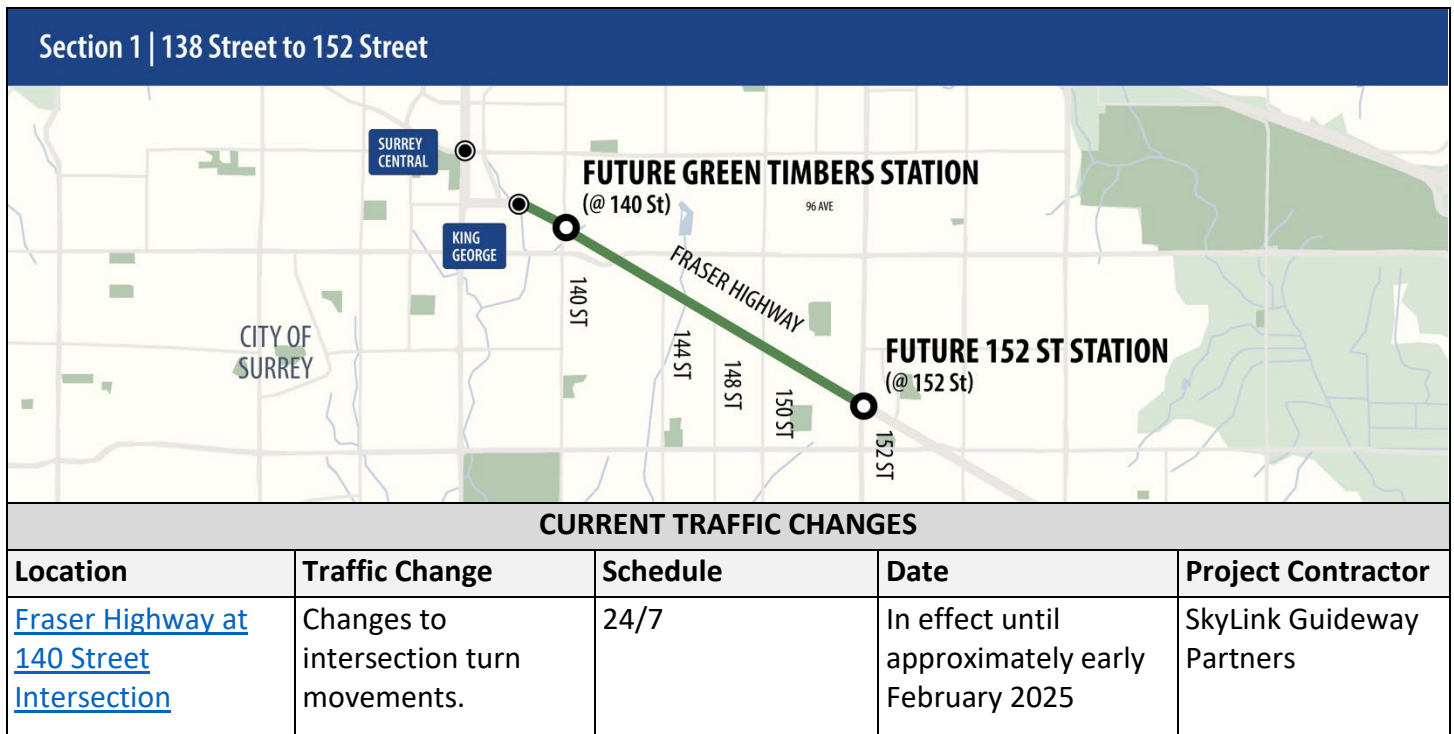 Section 1 | 138 Street to 152 Street
SURREY
CENTRAL
FUTURE GREEN TIMBERS STATION
(@ 140 St)
96 AVE
KING
GEORGE
FRASER HIGHWAY
140 ST
CITY OF
SURREY
144 ST
148 ST
150 ST
FUTURE 152 ST STATION
(@ 152 St)
152 ST
CURRENT TRAFFIC CHANGES
Location
Traffic Change
Schedule
Date
Project Contractor
Fraser Highway at
140 Street
Intersection
Changes to
intersection turn
movements.
24/7
In effect until
approximately early
February 2025
SkyLink Guideway
Partners